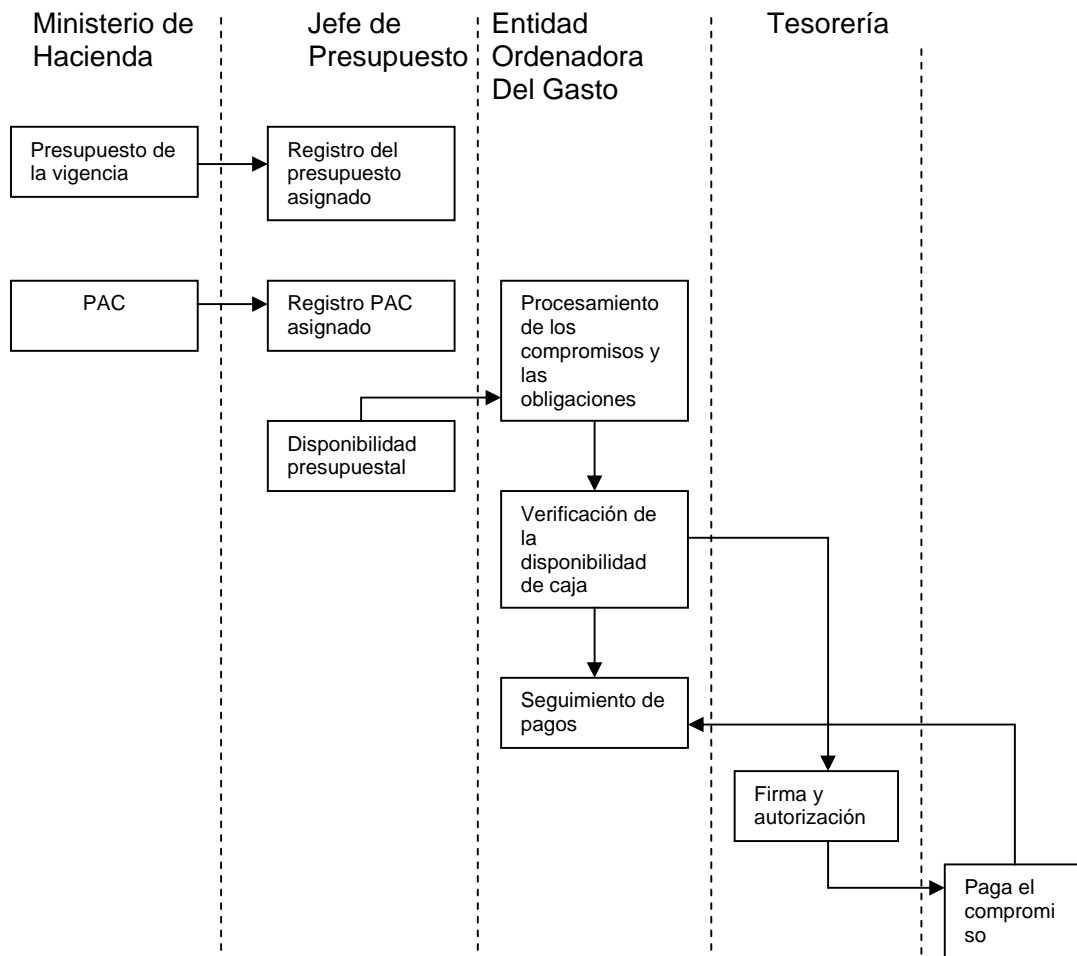 Ministerio de
Hacienda
Jefe de
Presupuesto
Entidad
Ordenadora
Del Gasto
Tesorería
Presupuesto de
la vigencia
Registro del
presupuesto
asignado
PAC
Registro PAC
asignado
Procesamiento
de los
compromisos y
las
obligaciones
Disponibilidad
presupuestal
Verificación de
la
disponibilidad
de caja
Seguimiento de
pagos
Firma y
autorización
Paga el
compromi
so